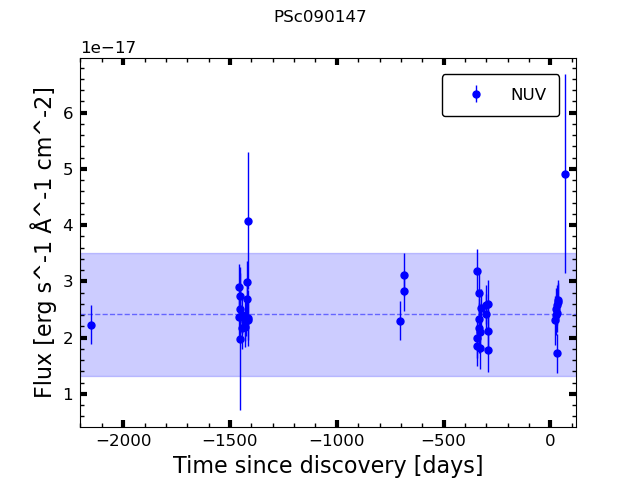 PSc090147
1e−17
NUV
6
5
4
3
2
1
Flux [erg s^-1 Å^-1 cm^-2]
−2000 −1500 −1000 −500 0
Time since discovery [days]